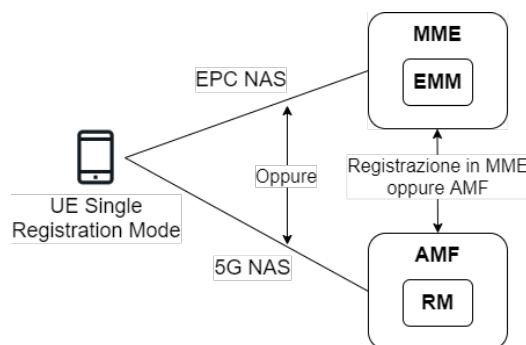 MME
EMM
EPC NAS
Oppure
Registrazione in MME
oppure AMF
UE Single
Registration Mode
5G NAS
AMF
RM